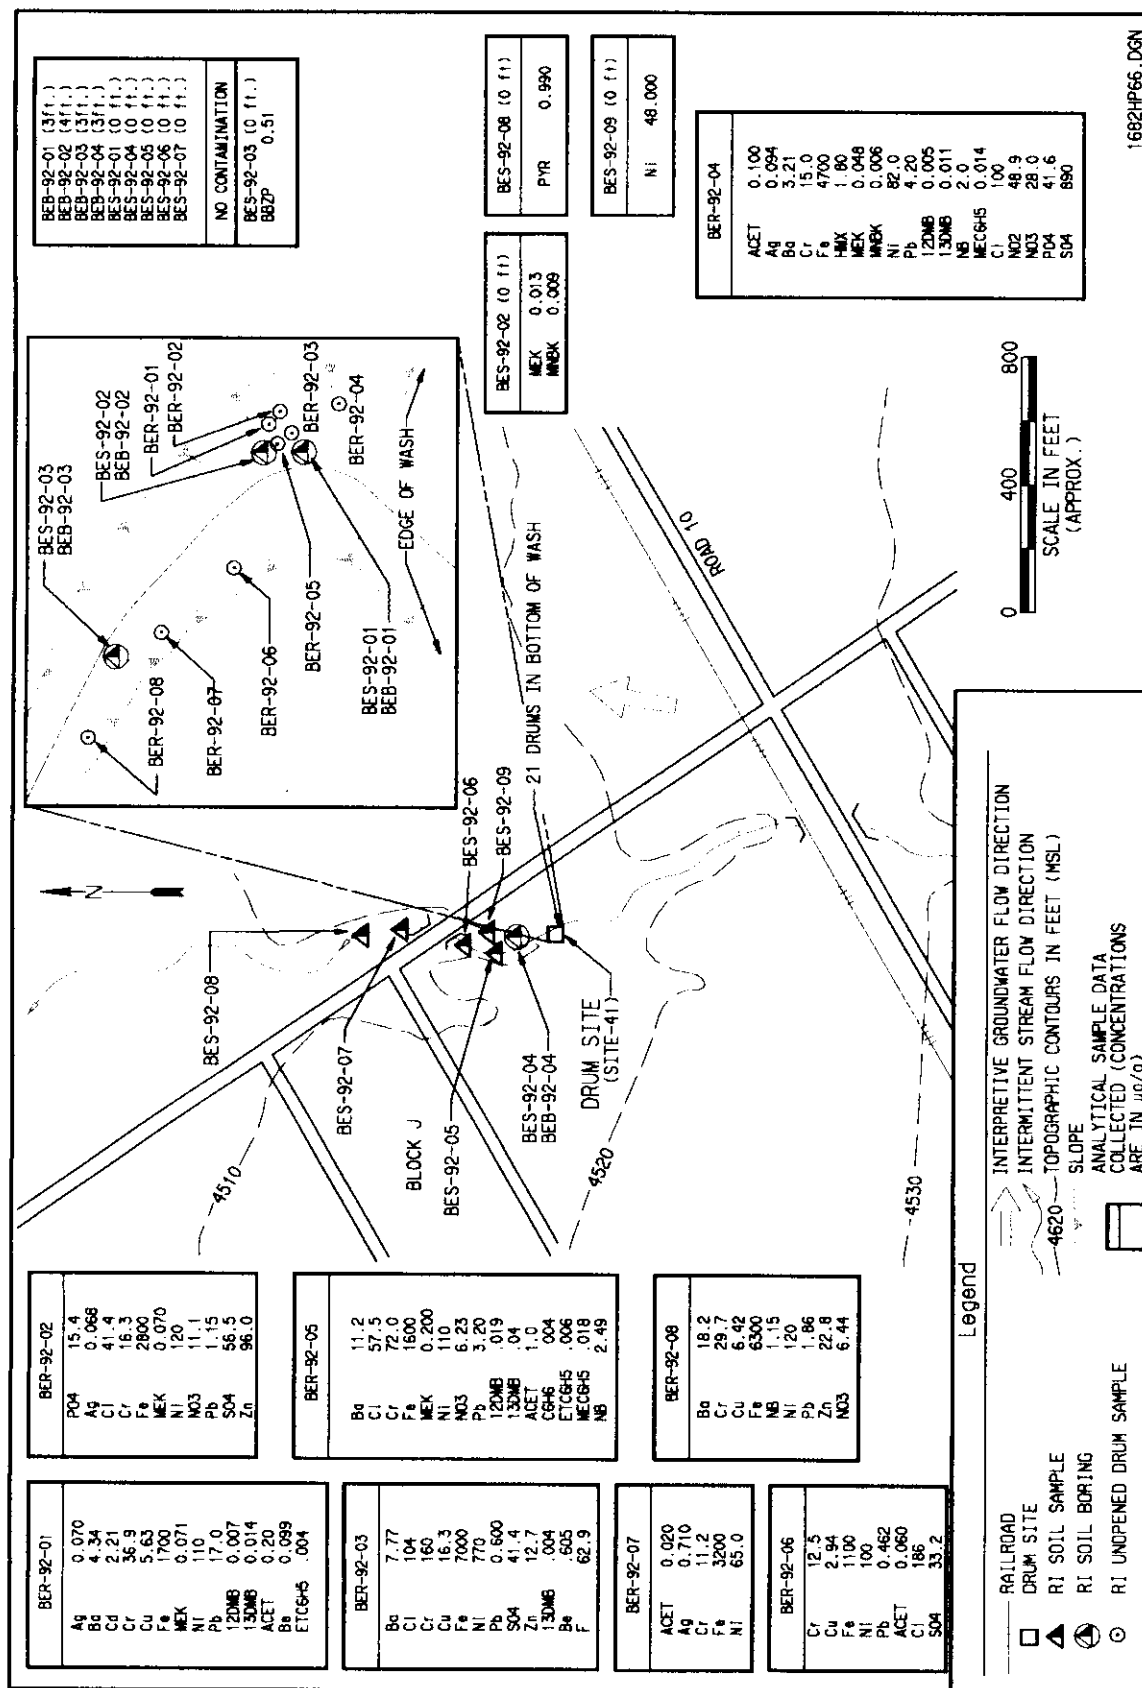 BER-92-01
Ag 0.070
Ba 4.34
Cd 2.21
Cr 36.9
Cu 5.63
Fe 1700
MEK 0.071
Ni 110
Pb 17.0
12DMB 0.007
13DMB 0.014
ACET 0.20
Be 0.099
ETC6H5 .004
BER-92-02
PO4 15.4
Ag 0.068
Cl 41.4
Cr 16.3
Fe 2800
MEK 0.070
Ni 120
NO3 11.1
Pb 1.15
SO4 56.5
Zn 96.0
BER-92-03
Ba 7.77
Cl 104
Cr 160
Cu 16.3
Fe 7000
Ni 770
Pb 0.600
SO4 41.4
Zn 12.7
13DMB .004
Be .605
F 62.9
BER-92-05
Ba 11.2
Cl 57.5
Cr 72.0
Fe 1600
MEK 0.200
Ni 110
NO3 6.23
Pb 3.20
12DMB .019
13DMB .04
ACET 1.0
C6H6 .004
ETC6H5 .006
MEC6H5 .018
NB 2.49
BER-92-07
ACET 0.020
Ag 0.710
Cr 11.2
Fe 3200
Ni 65.0
BER-92-08
Ba 18.2
Cr 29.7
Cu 6.42
Fe 6300
NB 1.15
Ni 120
Pb 1.86
Zn 22.8
NO3 6.44
BER-92-06
Cr 12.5
Cu 2.94
Fe 1100
Ni 100
Pb 0.462
ACET 0.060
Cl 186
SO4 33.2
BES-92-08
BES-92-07
BLOCK J
BES-92-05
BES-92-04
BEB-92-04
DRUM SITE
(SITE-41)
BES-92-06
BES-92-09
21 DRUMS IN BOTTOM OF WASH
4510
4520
4530
N
ROAD 10
BES-92-03
BEB-92-03
BES-92-02
BEB-92-02
BER-92-01
BER-92-02
BER-92-03
BER-92-04
BER-92-08
BER-92-07
BER-92-06
BER-92-05
BES-92-01
BEB-92-01
EDGE OF WASH
BEB-92-01 (3ft.)
BEB-92-02 (4ft.)
BEB-92-03 (3ft.)
BEB-92-04 (3ft.)
BES-92-01 (0 ft.)
BES-92-04 (0 ft.)
BES-92-05 (0 ft.)
BES-92-06 (0 ft.)
BES-92-07 (0 ft.)
NO CONTAMINATION
BES-92-03 (0 ft.)
BBZP 0.51
BES-92-02 (0 ft)
MEK 0.013
MNBK 0.009
BES-92-08 (0 ft)
PYR 0.990
BES-92-09 (0 ft)
Ni 48.000
BER-92-04
ACET 0.100
Ag 0.094
Ba 3.21
Cr 15.0
Fe 4700
HMX 1.80
MEK 0.048
MNBK 0.006
Ni 82.0
Pb 4.20
12DMB 0.005
13DMB 0.011
NB 2.0
MEC6H5 0.014
Cl 100
NO2 48.9
NO3 28.0
PO4 41.6
SO4 890
0 400 800
SCALE IN FEET
(APPROX.)
Legend
RAILROAD
DRUM SITE
RI SOIL SAMPLE
RI SOIL BORING
RI UNOPENED DRUM SAMPLE
INTERPRETIVE GROUNDWATER FLOW DIRECTION
INTERMITTENT STREAM FLOW DIRECTION
4620 TOPOGRAPHIC CONTOURS IN FEET (MSL)
SLOPE
ANALYTICAL SAMPLE DATA
COLLECTED (CONCENTRATIONS
ARE IN µg/g)
1682HP66.DGN